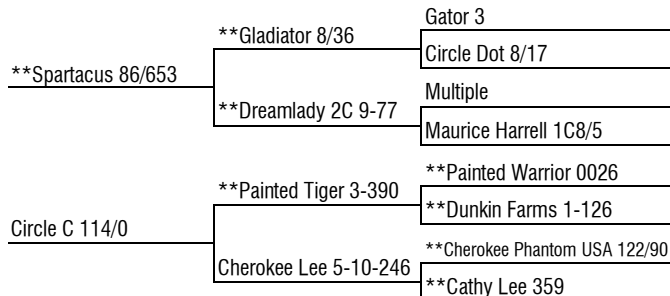 Gator 3
**Gladiator 8/36
Circle Dot 8/17
**Spartacus 86/653
Multiple
**Dreamlady 2C 9-77
Maurice Harrell 1C8/5
**Painted Warrior 0026
**Painted Tiger 3-390
**Dunkin Farms 1-126
Circle C 114/0
**Cherokee Phantom USA 122/90
Cherokee Lee 5-10-246
**Cathy Lee 359